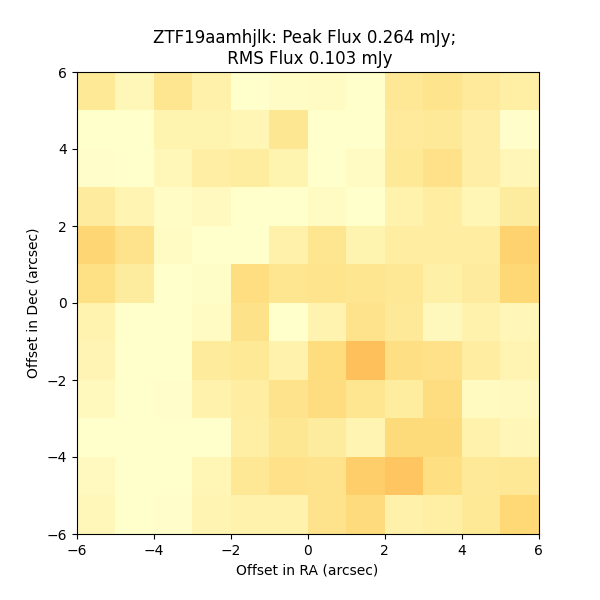 ZTF19aamhjlk: Peak Flux 0.264 mJy;
RMS Flux 0.103 mJy
6
4
2
0
−2
−4
−6
Offset in Dec (arcsec)
−6 −4 −2 0 2 4 6
Offset in RA (arcsec)